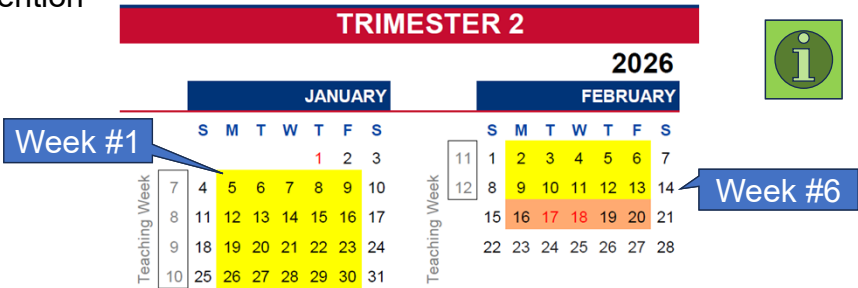 ention
TRIMESTER 2
2026
JANUARY
FEBRUARY
S M T W T F S
S M T W T F S
Week #1
1 2 3
11 1 2 3 4 5 6 7
Teaching Week
7 4 5 6 7 8 9 10
Teaching Week
12 8 9 10 11 12 13 14
Week #6
8 11 12 13 14 15 16 17
15 16 17 18 19 20 21
9 18 19 20 21 22 23 24
22 23 24 25 26 27 28
10 25 26 27 28 29 30 31
i